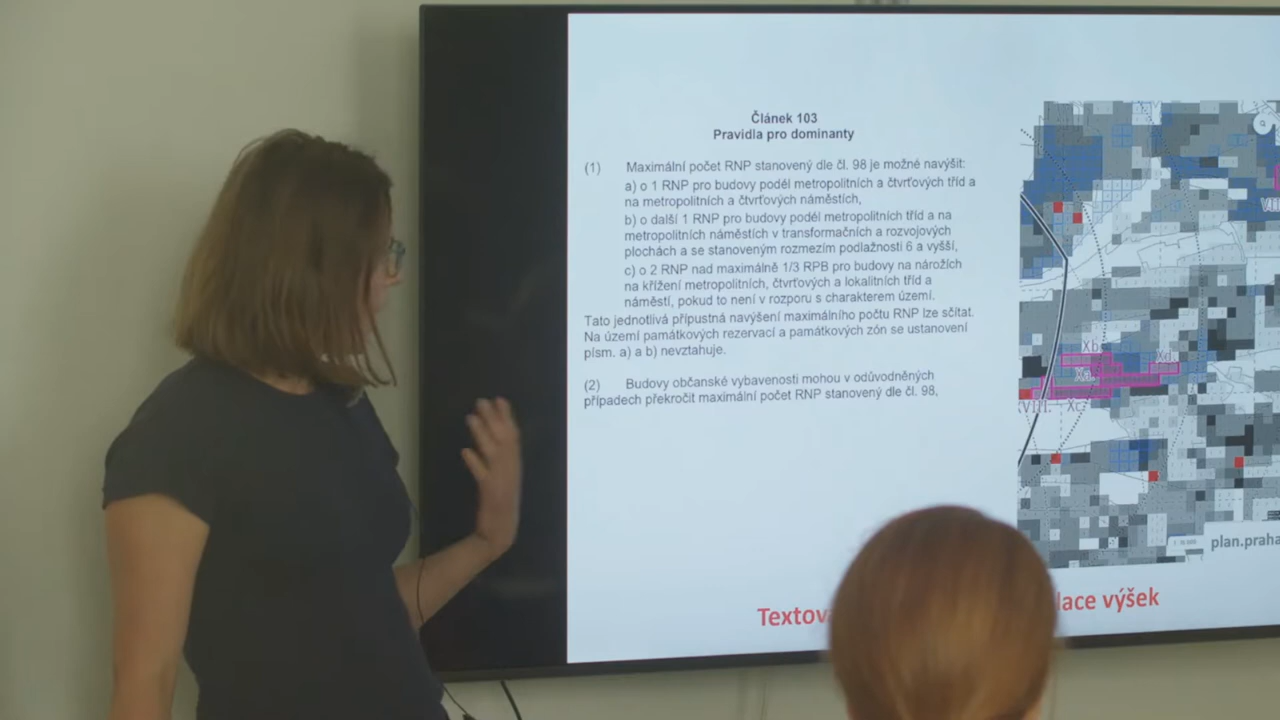 Článek 103
Pravidla pro dominanty
(1) Maximální počet RNP stanovený dle čl. 98 je možné navýšit:
a) o 1 RNP pro budovy podél metropolitních a čtvrťových tříd a
na metropolitních a čtvrťových náměstích,
b) o další 1 RNP pro budovy podél metropolitních tříd a na
metropolitních náměstích v transformačních a rozvojových
plochách a se stanoveným rozmezím podlažnosti 6 a vyšší,
c) o 2 RNP nad maximálně 1/3 RPB pro budovy na nárožích
na křížení metropolitních, čtvrťových a lokalitních tříd a
náměstí, pokud to není v rozporu s charakterem území.
Tato jednotlivá přípustná navýšení maximálního počtu RNP lze sčítat.
Na území památkových rezervací a památkových zón se ustanovení
písm. a) a b) nevztahuje.
(2) Budovy občanské vybavenosti mohou v odůvodněných
případech překročit maximální počet RNP stanovený dle čl. 98,
VII
Xb
Xd
Xa
VIII.
Xc
plan.praha
Textov
lace výšek